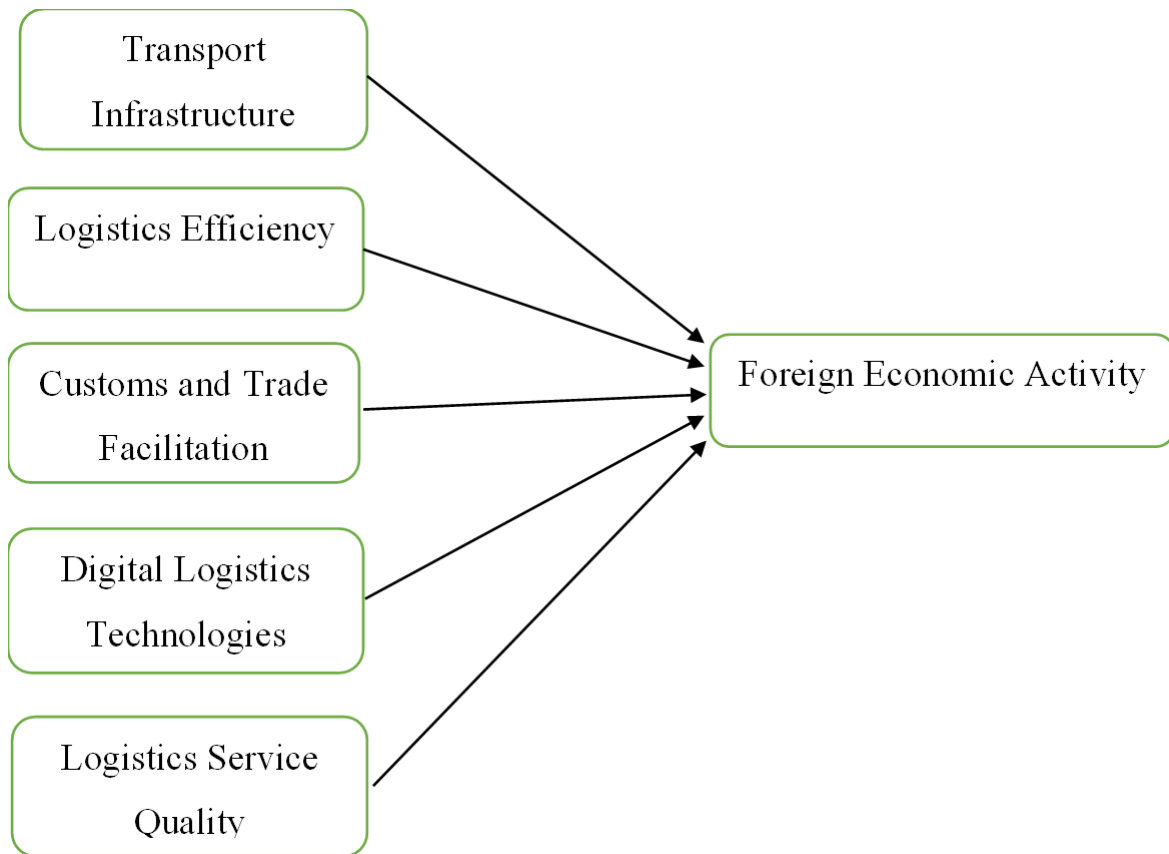 Transport
Infrastructure
Logistics Efficiency
Customs and Trade
Facilitation
Digital Logistics
Technologies
Logistics Service
Quality
Foreign Economic Activity